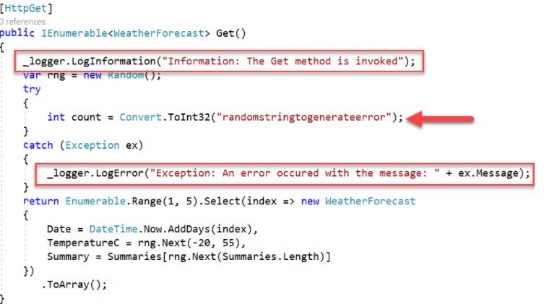 [HttpGet]
0 references
public IEnumerable<WeatherForecast> Get()
{
_logger.LogInformation("Information: The Get method is invoked");
var rng = new Random();
try
{
int count = Convert.ToInt32("randomstringtogenerateerror");
}
catch (Exception ex)
{
_logger.LogError("Exception: An error occured with the message: " + ex.Message);
}
return Enumerable.Range(1, 5).Select(index => new WeatherForecast
{
Date = DateTime.Now.AddDays(index),
TemperatureC = rng.Next(-20, 55),
Summary = Summaries[rng.Next(Summaries.Length)]
})
.ToArray();
}